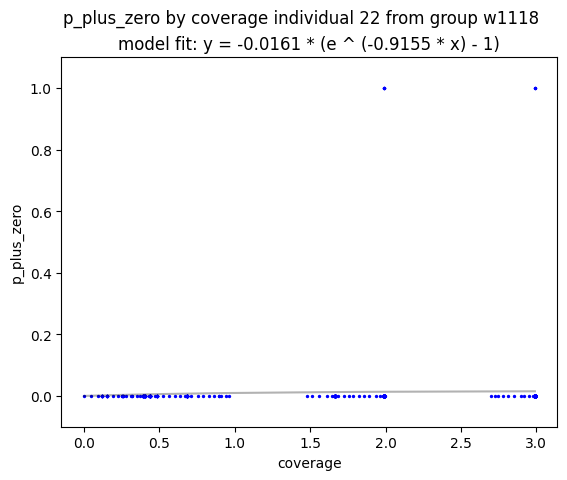 p_plus_zero by coverage individual 22 from group w1118
model fit: y = -0.0161 * (e ^ (-0.9155 * x) - 1)
1.0
0.8
0.6
0.4
0.2
0.0
p_plus_zero
0.0 0.5 1.0 1.5 2.0 2.5 3.0
coverage